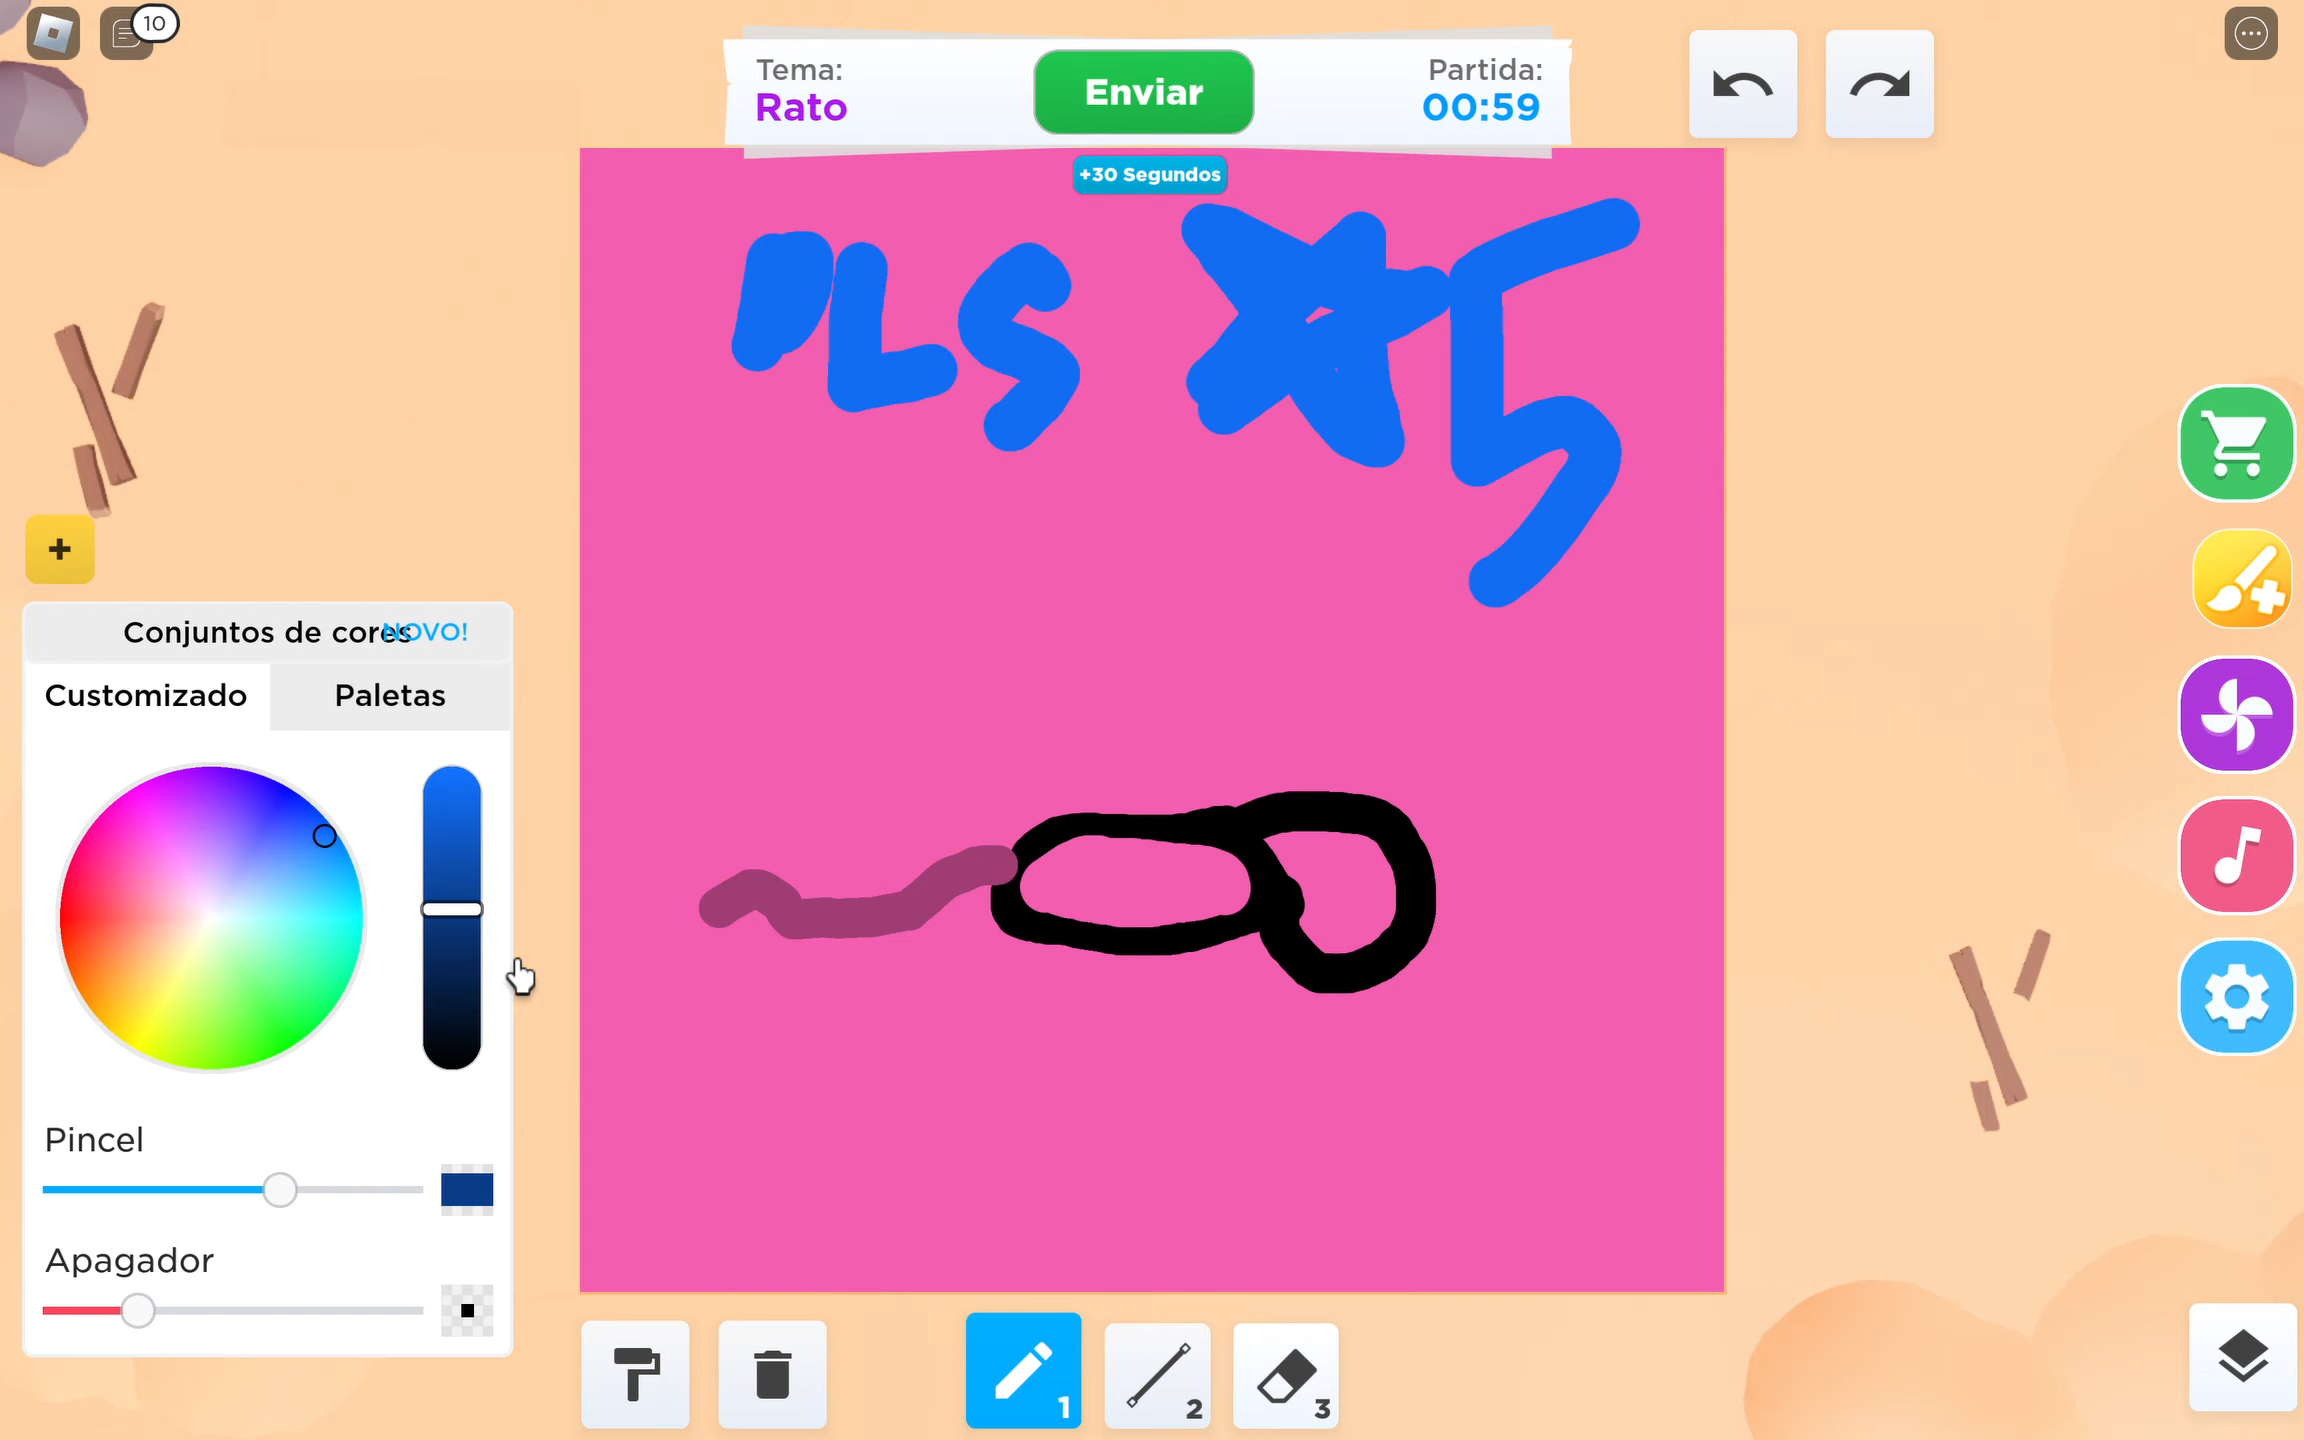 10
Tema:
Rato
Enviar
Partida:
00:59
+30 Segundos
PLS ★ 5
+
Conjuntos de cores NOVO!
Customizado Paletas
Pincel
Apagador
1 2 3